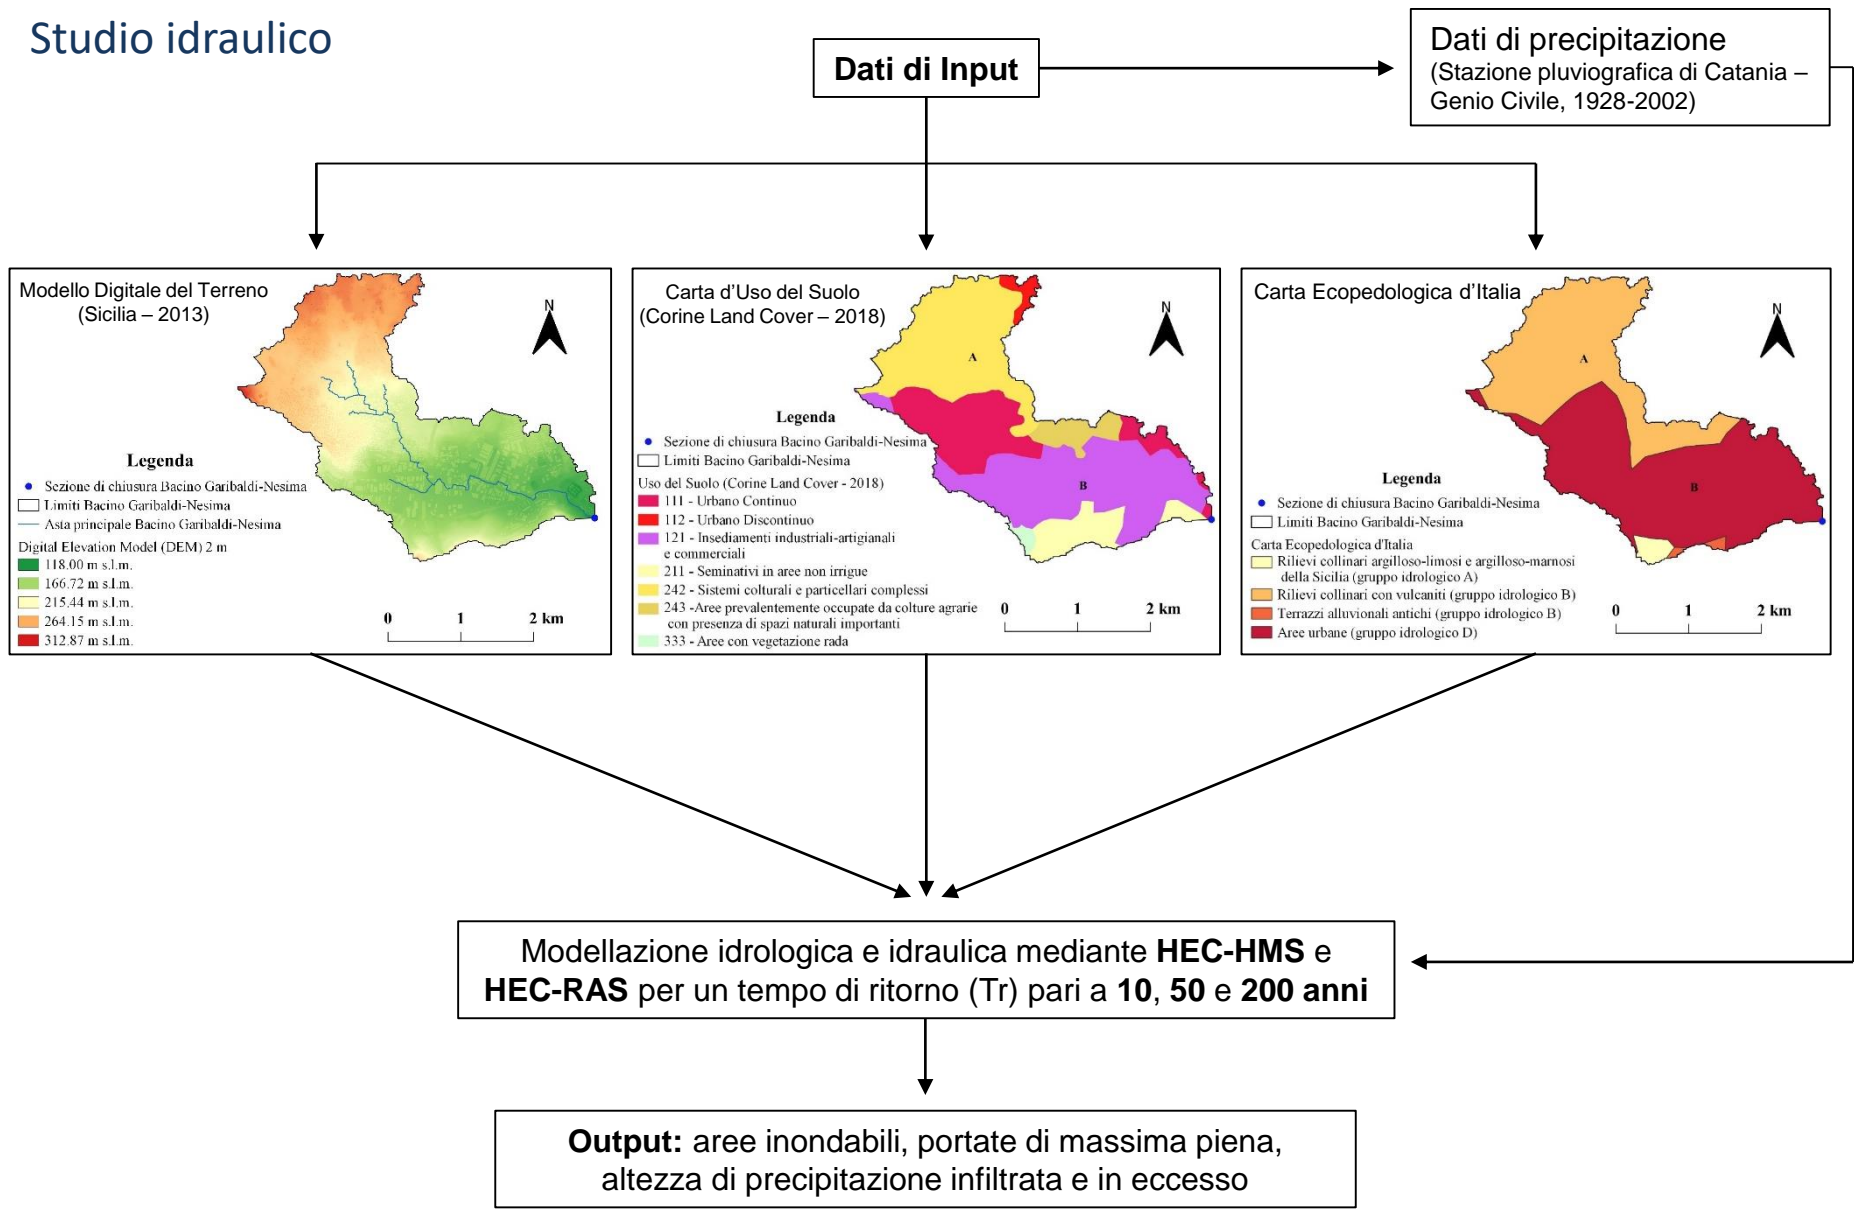 Studio idraulico
Dati di Input
Dati di precipitazione
(Stazione pluviografica di Catania –
Genio Civile, 1928-2002)
Modello Digitale del Terreno
(Sicilia – 2013)
N
Legenda
Sezione di chiusura Bacino Garibaldi-Nesima
Limiti Bacino Garibaldi-Nesima
Asta principale Bacino Garibaldi-Nesima
Digital Elevation Model (DEM) 2 m
118.00 m s.l.m.
166.72 m s.l.m.
215.44 m s.l.m.
264.15 m s.l.m.
312.87 m s.l.m.
0 1 2 km
Carta d'Uso del Suolo
(Corine Land Cover – 2018)
N
A
B
Legenda
Sezione di chiusura Bacino Garibaldi-Nesima
Limiti Bacino Garibaldi-Nesima
Uso del Suolo (Corine Land Cover - 2018)
111 - Urbano Continuo
112 - Urbano Discontinuo
121 - Insediamenti industriali-artigianali
e commerciali
211 - Seminativi in aree non irrigue
242 - Sistemi colturali e particellari complessi
243 -Aree prevalentemente occupate da colture agrarie
con presenza di spazi naturali importanti
333 - Aree con vegetazione rada
0 1 2 km
Carta Ecopedologica d'Italia
N
A
B
Legenda
Sezione di chiusura Bacino Garibaldi-Nesima
Limiti Bacino Garibaldi-Nesima
Carta Ecopedologica d'Italia
Rilievi collinari argilloso-limosi e argilloso-marnosi
della Sicilia (gruppo idrologico A)
Rilievi collinari con vulcaniti (gruppo idrologico B)
Terrazzi alluvionali antichi (gruppo idrologico B)
Aree urbane (gruppo idrologico D)
0 1 2 km
Modellazione idrologica e idraulica mediante HEC-HMS e
HEC-RAS per un tempo di ritorno (Tr) pari a 10, 50 e 200 anni
Output: aree inondabili, portate di massima piena,
altezza di precipitazione infiltrata e in eccesso